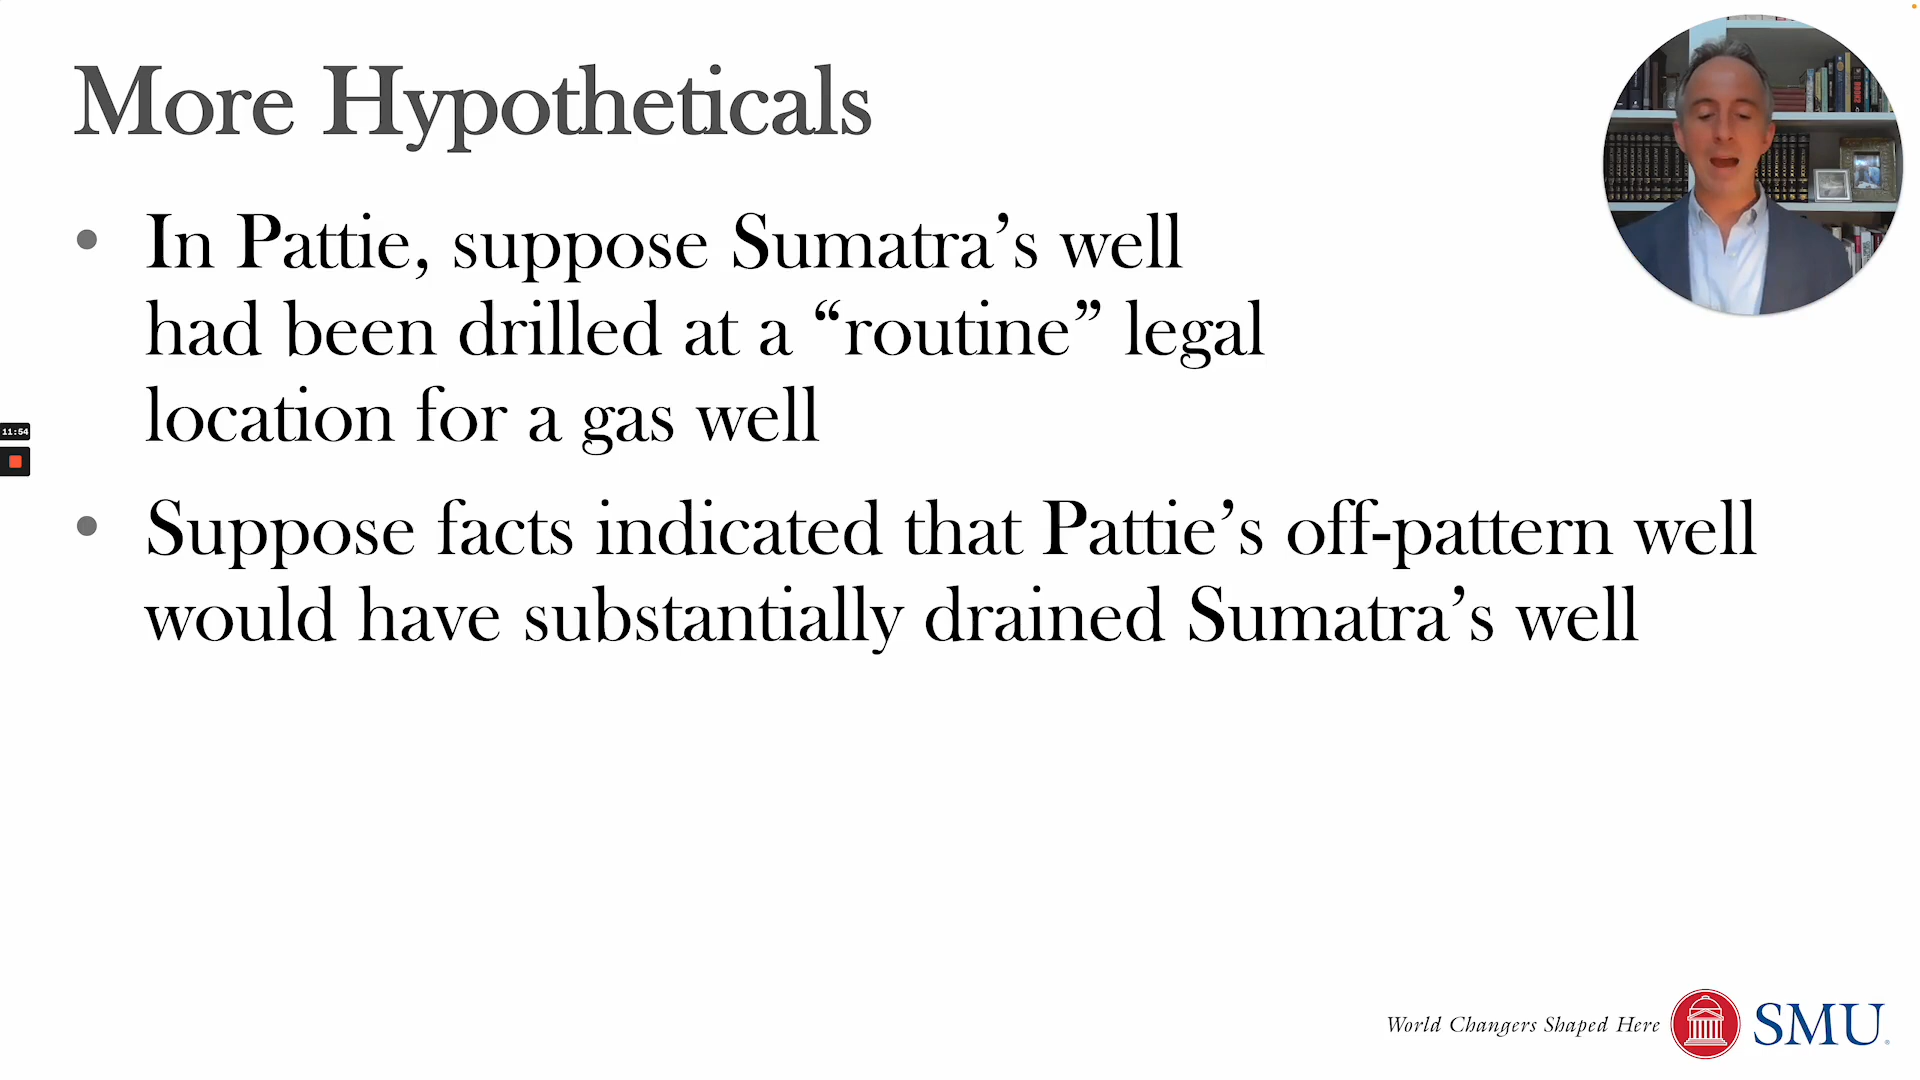 More Hypotheticals
• In Pattie, suppose Sumatra’s well
had been drilled at a “routine” legal
location for a gas well
11:54
• Suppose facts indicated that Pattie’s off-pattern well
would have substantially drained Sumatra’s well
World Changers Shaped Here
SMU